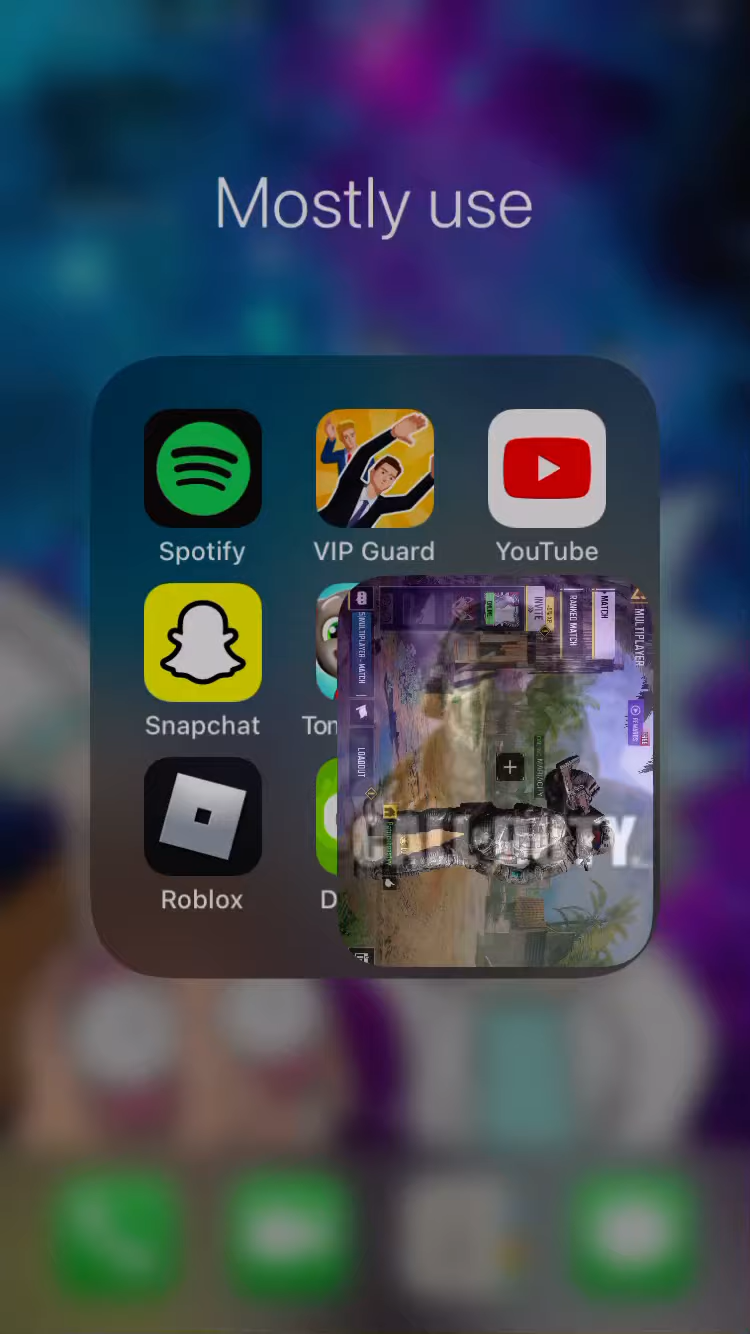 Mostly use
Spotify
VIP Guard
YouTube
Snapchat
Roblox
MULTIPLAYER
MATCH
RANKED MATCH
INVITE
LOADOUT